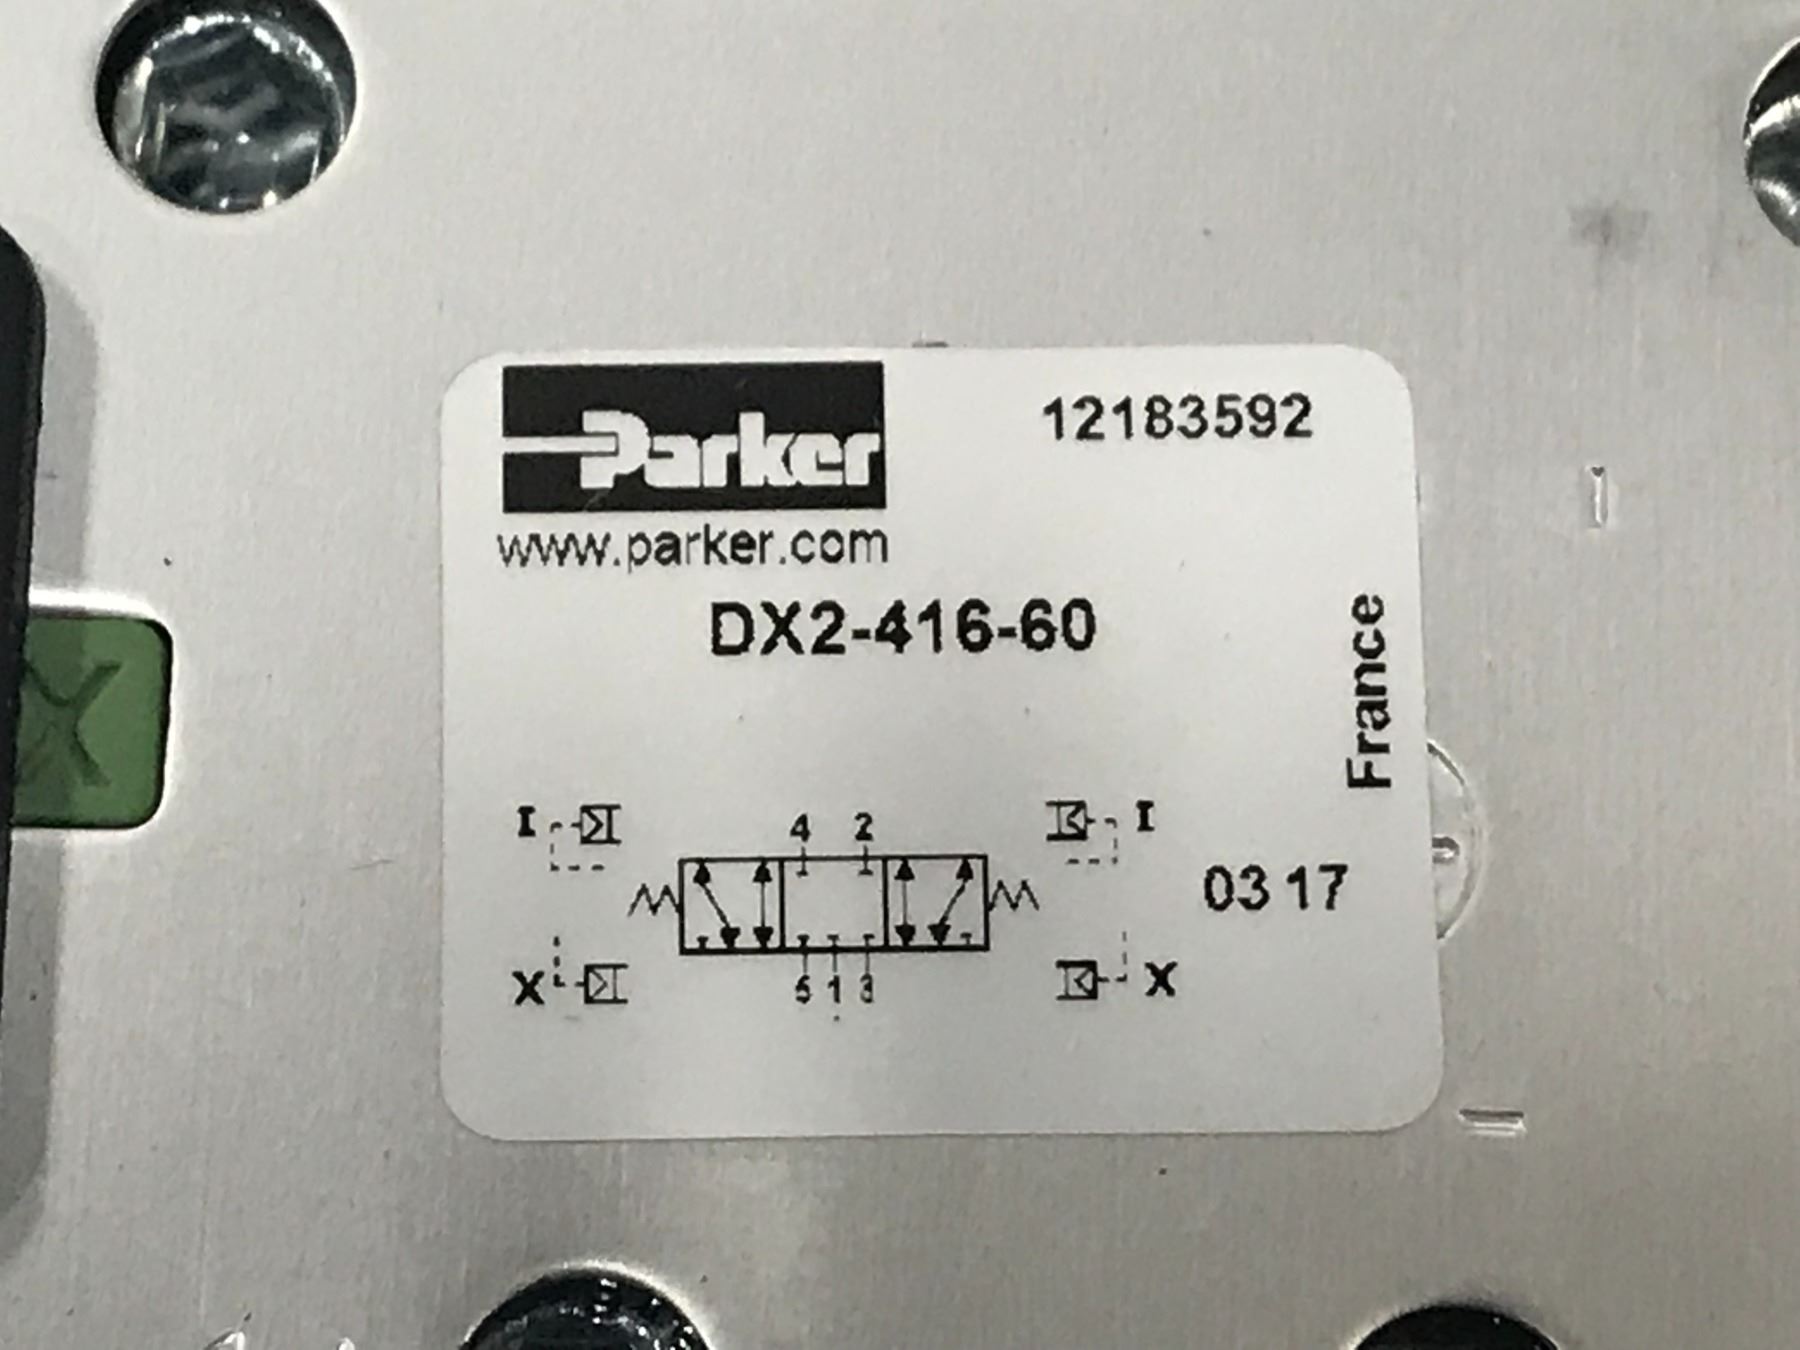 Parker
12183592
www.parker.com
DX2-416-60
France
I
4 2
I
03 17
X
5 1 3
X
X